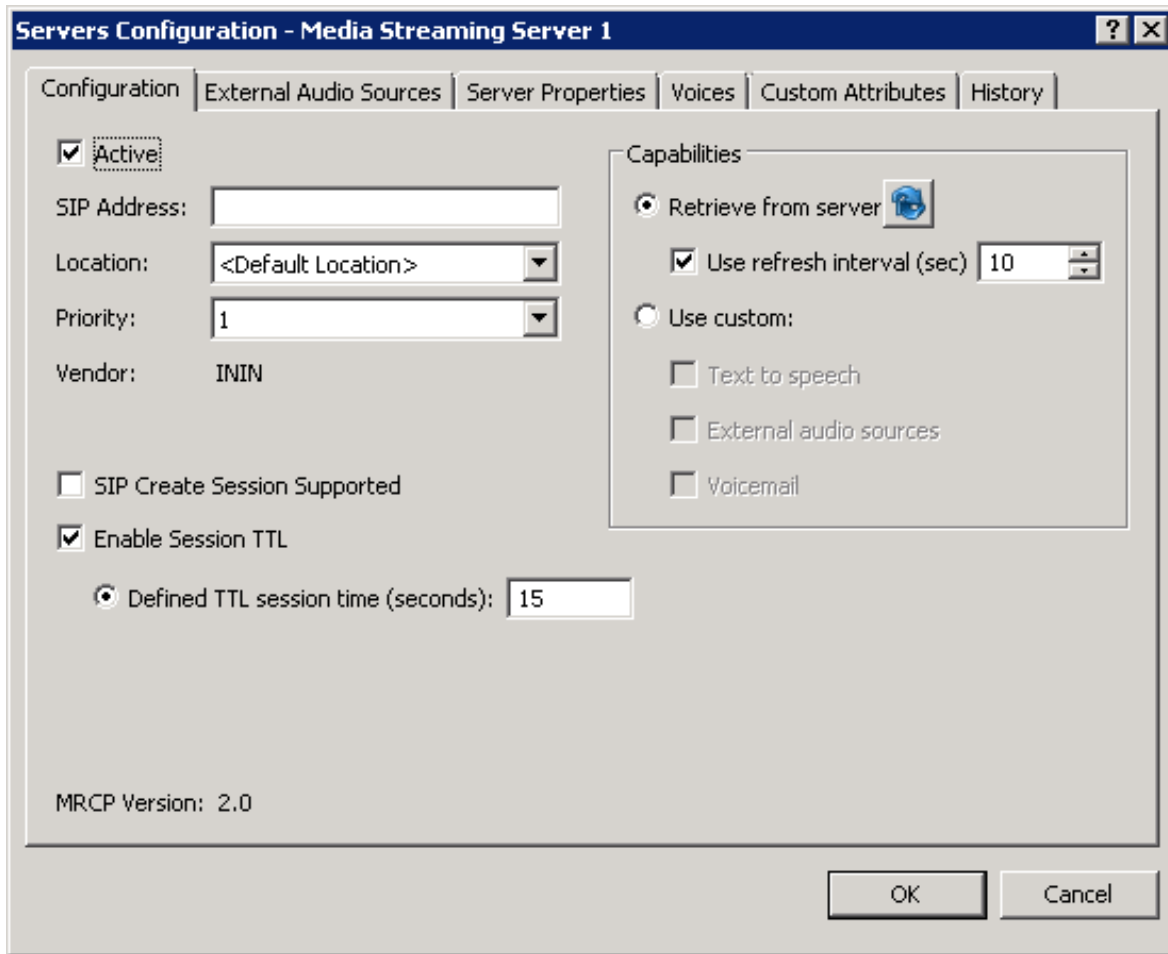 Servers Configuration - Media Streaming Server 1
Configuration External Audio Sources Server Properties Voices Custom Attributes History
Active
SIP Address:
Location: <Default Location>
Priority: 1
Vendor: ININ
SIP Create Session Supported
Enable Session TTL
Defined TTL session time (seconds): 15
Capabilities
Retrieve from server
Use refresh interval (sec) 10
Use custom:
Text to speech
External audio sources
Voicemail
MRCP Version: 2.0
OK Cancel